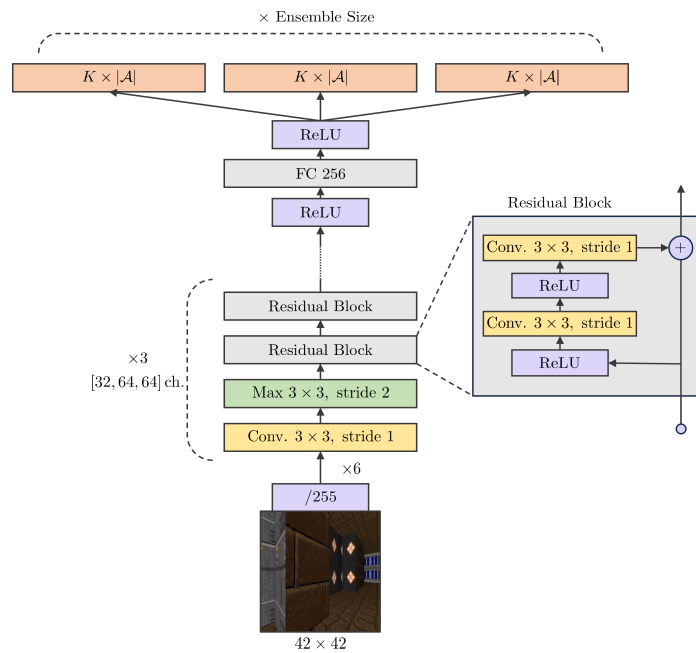 × Ensemble Size
K × |𝒜|
K × |𝒜|
K × |𝒜|
ReLU
FC 256
ReLU
Residual Block
Residual Block
Max 3 × 3, stride 2
Conv. 3 × 3, stride 1
×3
[32, 64, 64] ch.
×6
/255
42 × 42
Residual Block
Conv. 3 × 3, stride 1
+
ReLU
Conv. 3 × 3, stride 1
ReLU